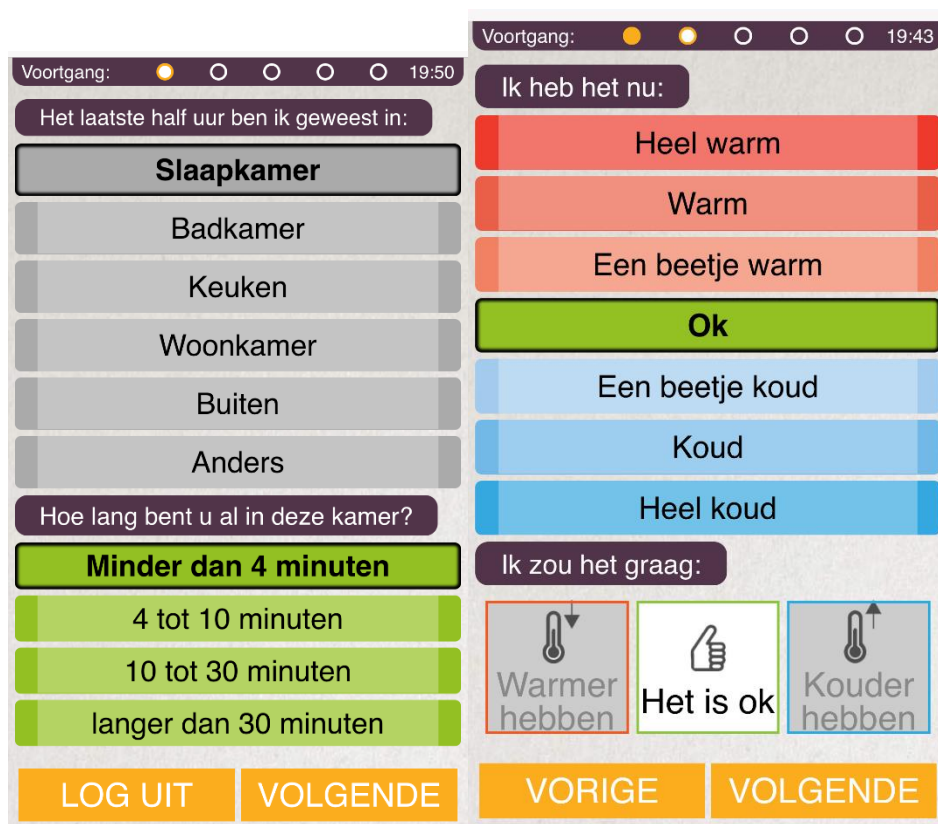 Voortgang: 19:50
Het laatste half uur ben ik geweest in:
Slaapkamer
Badkamer
Keuken
Woonkamer
Buiten
Anders
Hoe lang bent u al in deze kamer?
Minder dan 4 minuten
4 tot 10 minuten
10 tot 30 minuten
langer dan 30 minuten
LOG UIT VOLGENDE
Voortgang: 19:43
Ik heb het nu:
Heel warm
Warm
Een beetje warm
Ok
Een beetje koud
Koud
Heel koud
Ik zou het graag:
Warmer
hebben
Het is ok
Kouder
hebben
VORIGE VOLGENDE